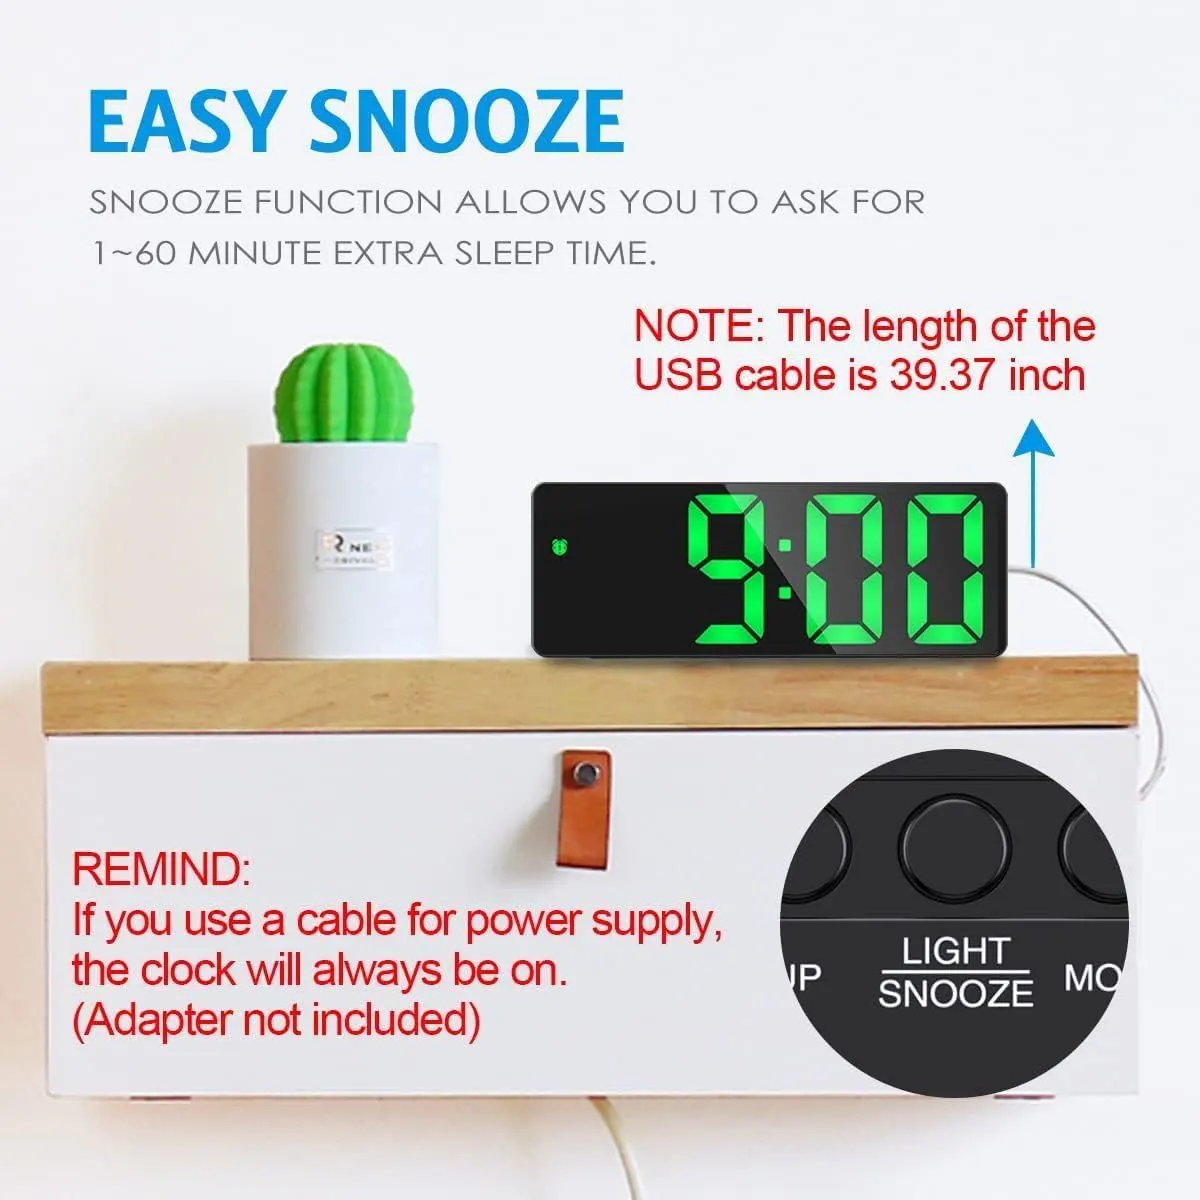 EASY SNOOZE
SNOOZE FUNCTION ALLOWS YOU TO ASK FOR
1~60 MINUTE EXTRA SLEEP TIME.
NOTE: The length of the
USB cable is 39.37 inch
9:00
REMIND:
If you use a cable for power supply,
the clock will always be on.
(Adapter not included)
UP
LIGHT
SNOOZE
MO